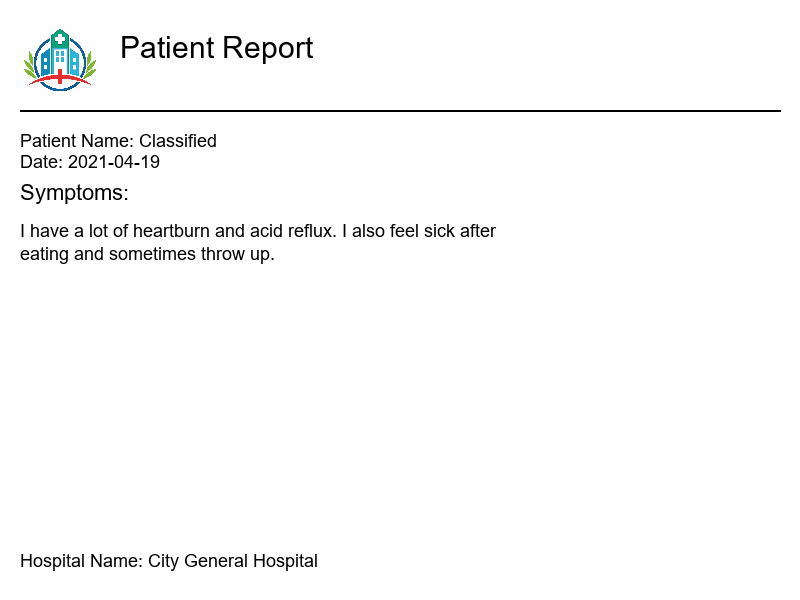 Patient Report
Patient Name: Classified
Date: 2021-04-19
Symptoms:
I have a lot of heartburn and acid reflux. I also feel sick after
eating and sometimes throw up.
Hospital Name: City General Hospital